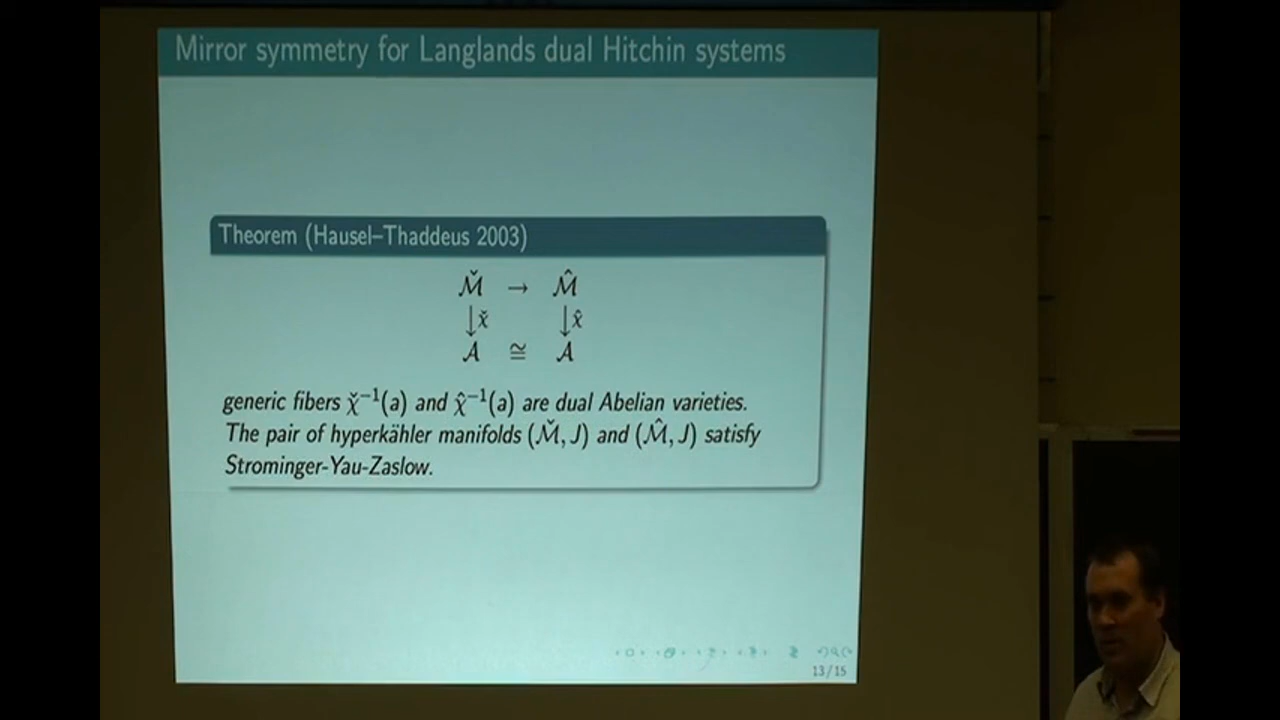 Mirror symmetry for Langlands dual Hitchin systems
Theorem (Hausel–Thaddeus 2003)
ℳ̌ → ℳ̂
↓χ̌ ↓χ̂
𝒜 ≅ 𝒜
generic fibers χ̌⁻¹(a) and χ̂⁻¹(a) are dual Abelian varieties.
The pair of hyperkähler manifolds (ℳ̌, J) and (ℳ̂, J) satisfy
Strominger-Yau-Zaslow.
13/15